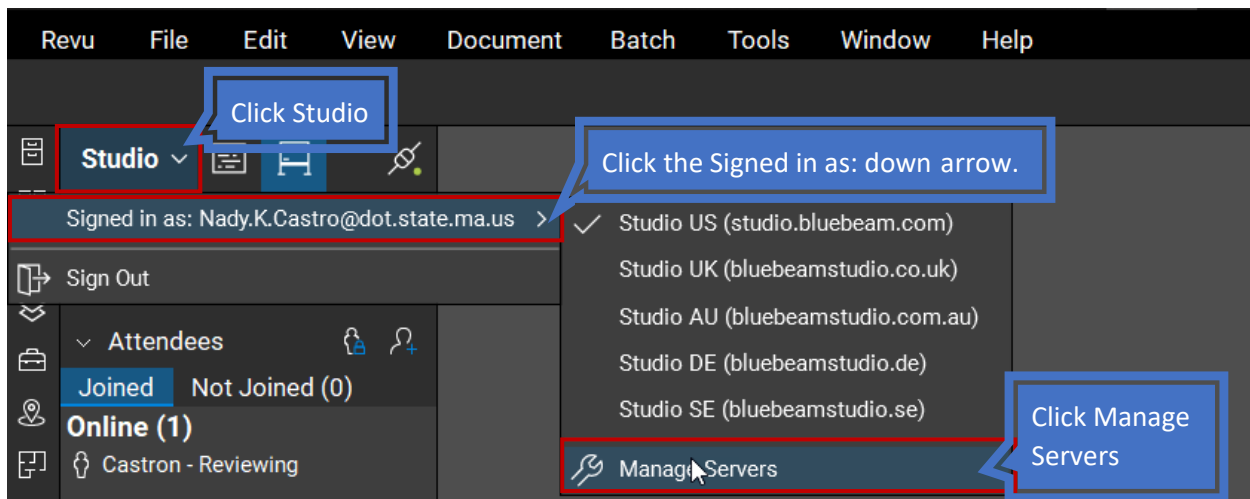 Revu File Edit View Document Batch Tools Window Help
Click Studio
Studio
Click the Signed in as: down arrow.
Signed in as: Nady.K.Castro@dot.state.ma.us
Studio US (studio.bluebeam.com)
Studio UK (bluebeamstudio.co.uk)
Sign Out
Studio AU (bluebeamstudio.com.au)
Attendees
Studio DE (bluebeamstudio.de)
Joined Not Joined (0)
Studio SE (bluebeamstudio.se)
Online (1)
Click Manage
Servers
Castron - Reviewing
Manage Servers